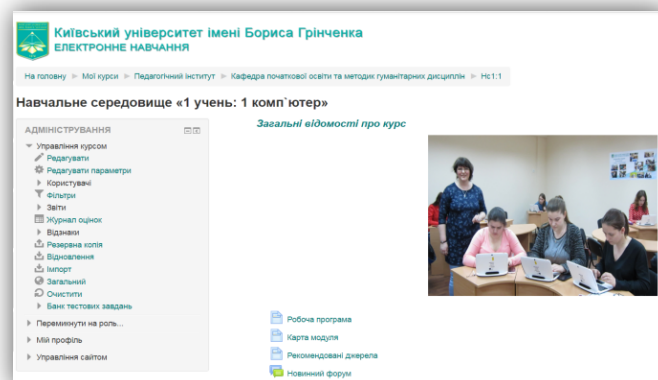 Київський університет імені Бориса Грінченка
ЕЛЕКТРОННЕ НАВЧАННЯ
На головну ► Мої курси ► Педагогічний інститут ► Кафедра початкової освіти та методик гуманітарних дисциплін ► Нс1:1
Навчальне середовище «1 учень: 1 комп`ютер»
АДМІНІСТРУВАННЯ
Управління курсом
Редагувати
Редагувати параметри
Користувачі
Фільтри
Звіти
Журнал оцінок
Відзнаки
Резервна копія
Відновлення
Імпорт
Загальний
Очистити
Банк тестових завдань
Перемикнути на роль...
Мій профіль
Управління сайтом
Загальні відомості про курс
Робоча програма
Карта модуля
Рекомендовані джерела
Новинний форум